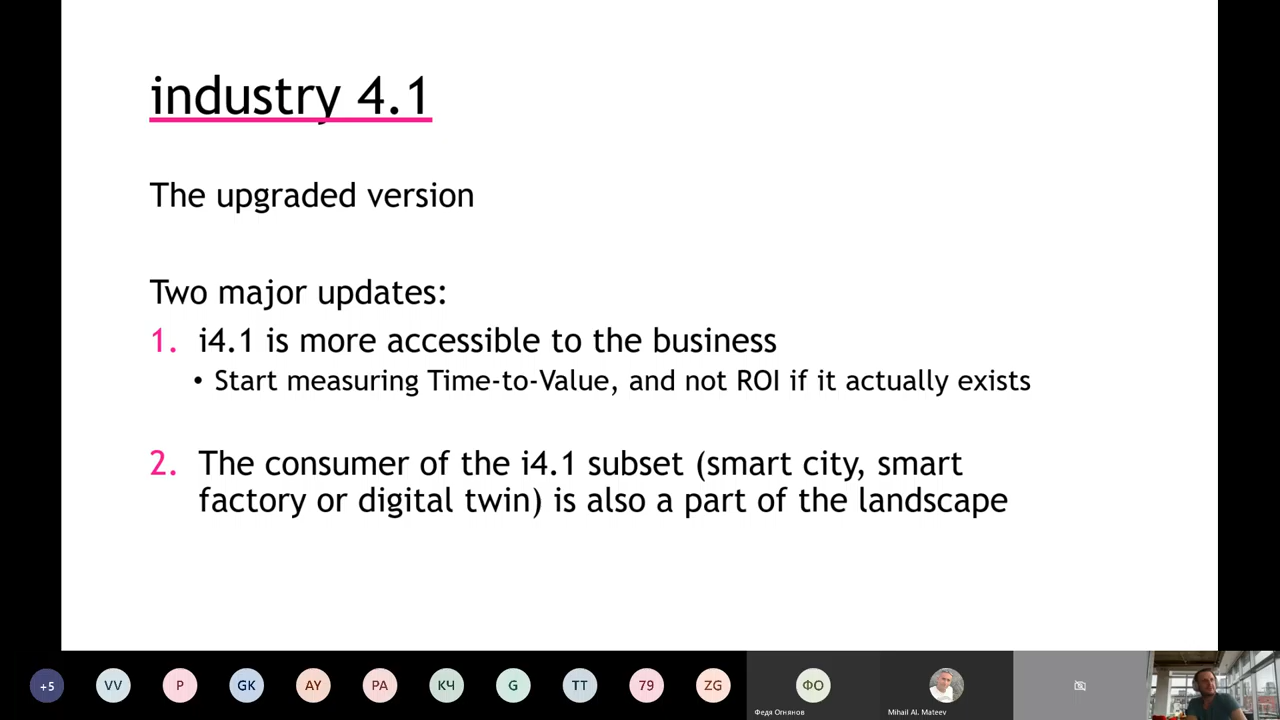 industry 4.1
The upgraded version
Two major updates:
1. i4.1 is more accessible to the business
• Start measuring Time-to-Value, and not ROI if it actually exists
2. The consumer of the i4.1 subset (smart city, smart
factory or digital twin) is also a part of the landscape
+5 VV P GK AY PA КЧ G TT 79 ZG ФО
Федя Огнянов Mihail Al. Mateev